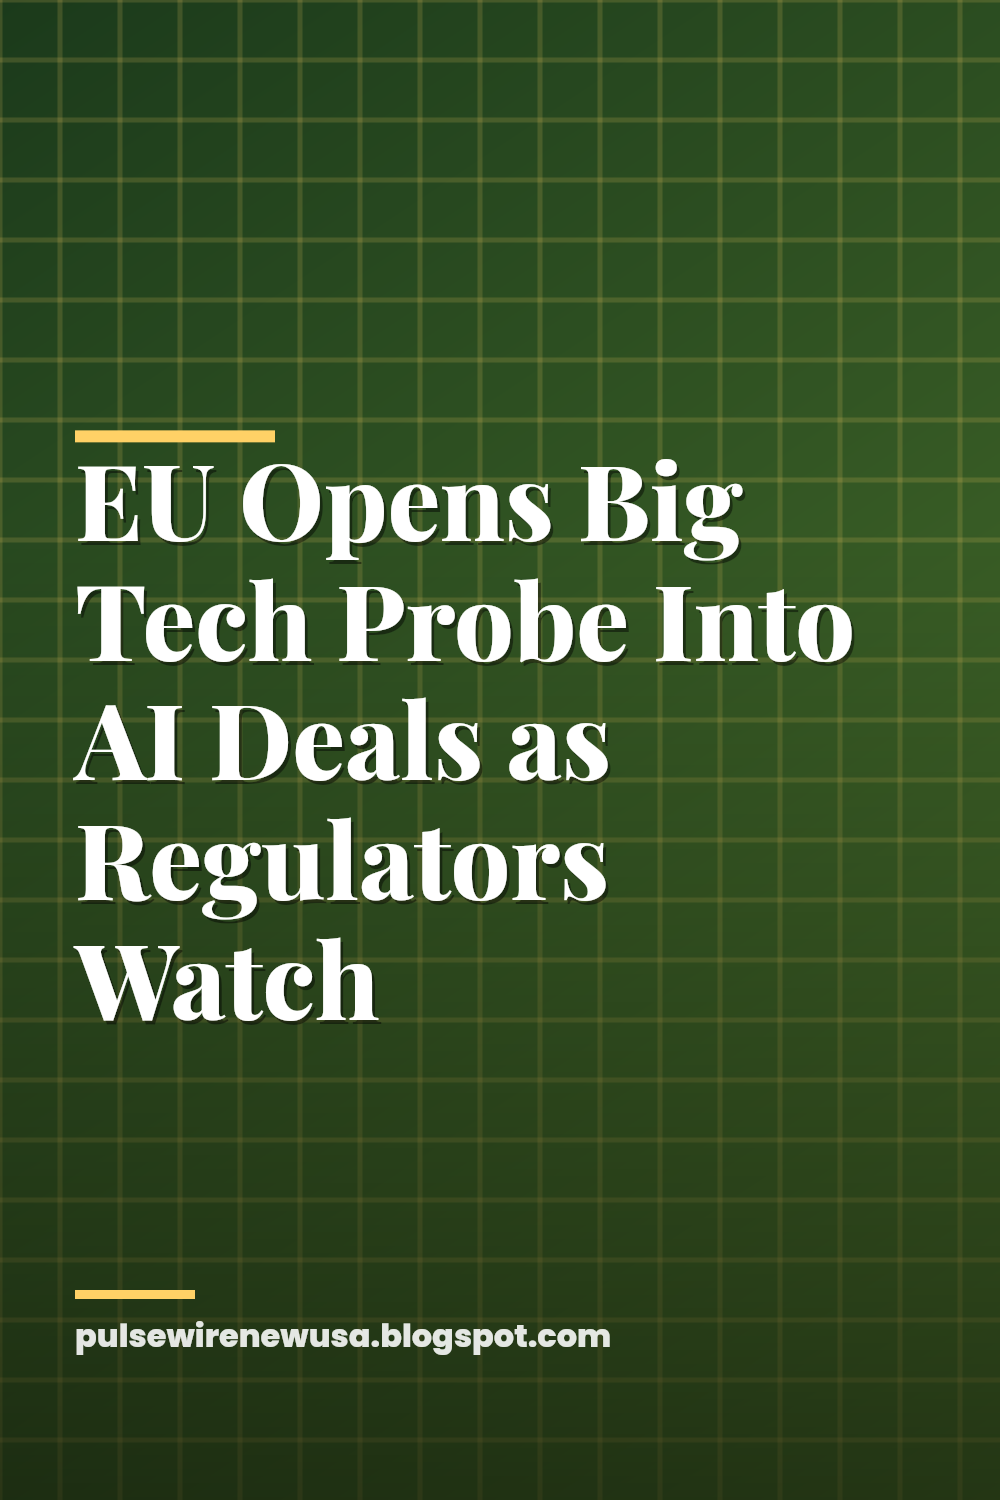 EU Opens Big
Tech Probe Into
AI Deals as
Regulators
Watch
pulsewirenewusa.blogspot.com